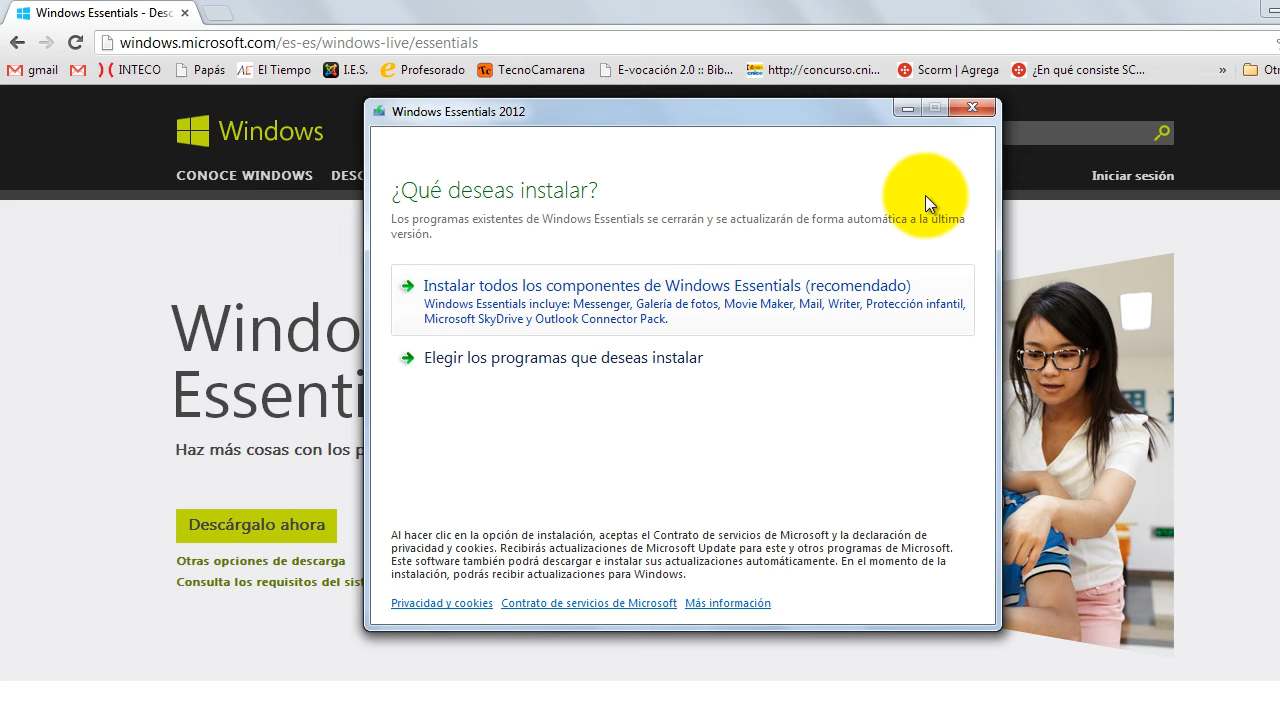 Windows Essentials - Desc
windows.microsoft.com/es-es/windows-live/essentials
gmail
INTECO
Papás
El Tiempo
I.E.S.
Profesorado
TecnoCamarena
E-vocación 2.0 :: Bib...
http://concurso.cni...
Scorm | Agrega
¿En qué consiste SC...
»
Otr
Windows
CONOCE WINDOWS
DESC
Iniciar sesión
Windo
Essenti
Haz más cosas con los p
Descárgalo ahora
Otras opciones de descarga
Consulta los requisitos del sist
Windows Essentials 2012
¿Qué deseas instalar?
Los programas existentes de Windows Essentials se cerrarán y se actualizarán de forma automática a la última
versión.
Instalar todos los componentes de Windows Essentials (recomendado)
Windows Essentials incluye: Messenger, Galería de fotos, Movie Maker, Mail, Writer, Protección infantil,
Microsoft SkyDrive y Outlook Connector Pack.
Elegir los programas que deseas instalar
Al hacer clic en la opción de instalación, aceptas el Contrato de servicios de Microsoft y la declaración de
privacidad y cookies. Recibirás actualizaciones de Microsoft Update para este y otros programas de Microsoft.
Este software también podrá descargar e instalar sus actualizaciones automáticamente. En el momento de la
instalación, podrás recibir actualizaciones para Windows.
Privacidad y cookies Contrato de servicios de Microsoft Más información